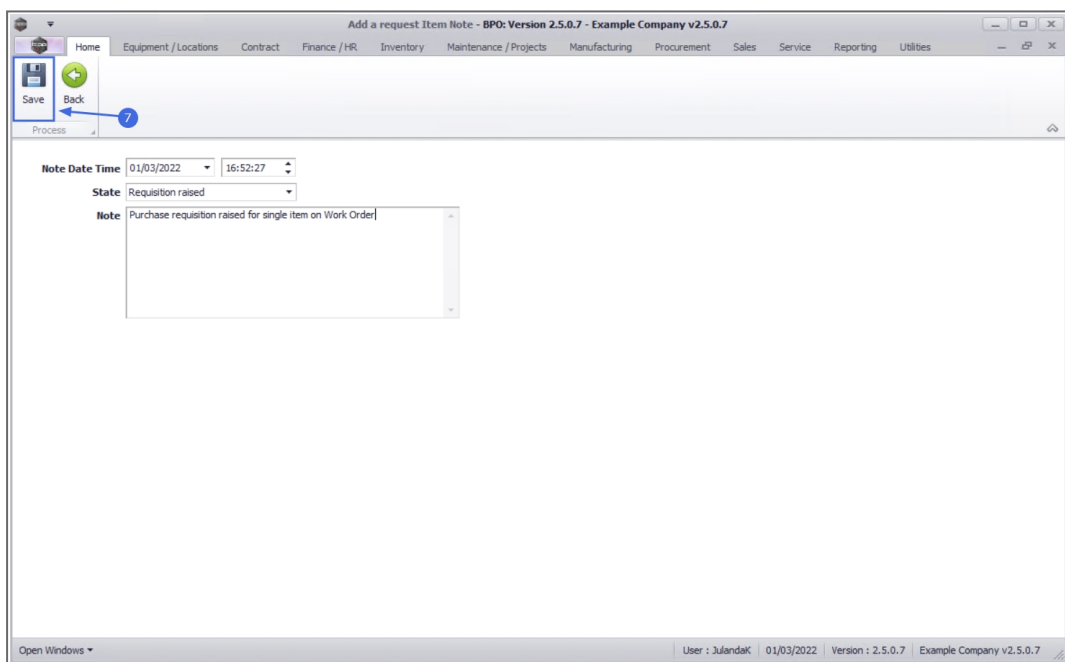 Add a request Item Note - BPO: Version 2.5.0.7 - Example Company v2.5.0.7
Home Equipment / Locations Contract Finance / HR Inventory Maintenance / Projects Manufacturing Procurement Sales Service Reporting Utilities
Save Back
7
Process
Note Date Time 01/03/2022 16:52:27
State Requisition raised
Note Purchase requisition raised for single item on Work Order
Open Windows User : JulandaK 01/03/2022 Version : 2.5.0.7 Example Company v2.5.0.7